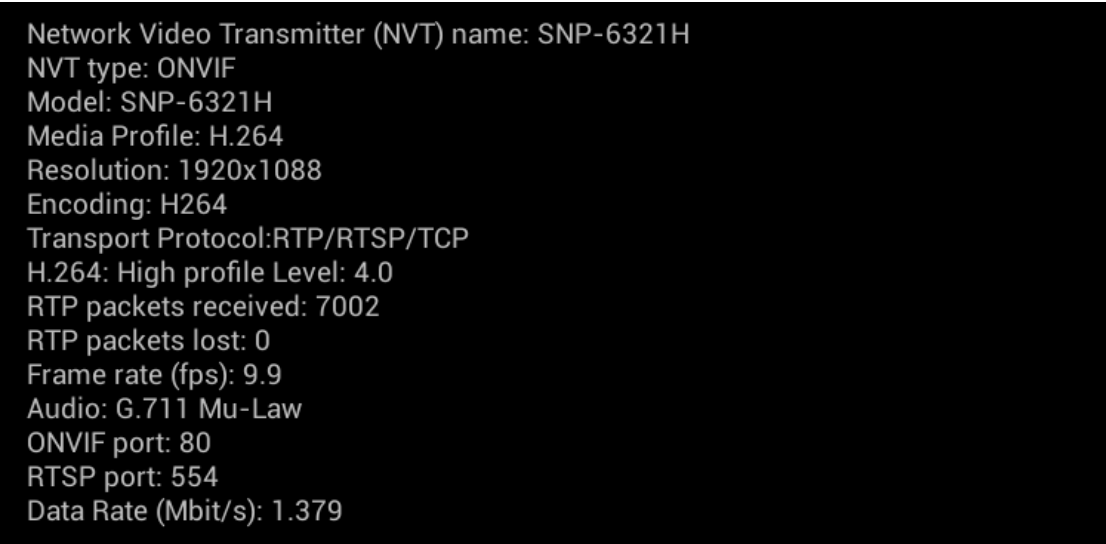 Network Video Transmitter (NVT) name: SNP-6321H
NVT type: ONVIF
Model: SNP-6321H
Media Profile: H.264
Resolution: 1920x1088
Encoding: H264
Transport Protocol:RTP/RTSP/TCP
H.264: High profile Level: 4.0
RTP packets received: 7002
RTP packets lost: 0
Frame rate (fps): 9.9
Audio: G.711 Mu-Law
ONVIF port: 80
RTSP port: 554
Data Rate (Mbit/s): 1.379